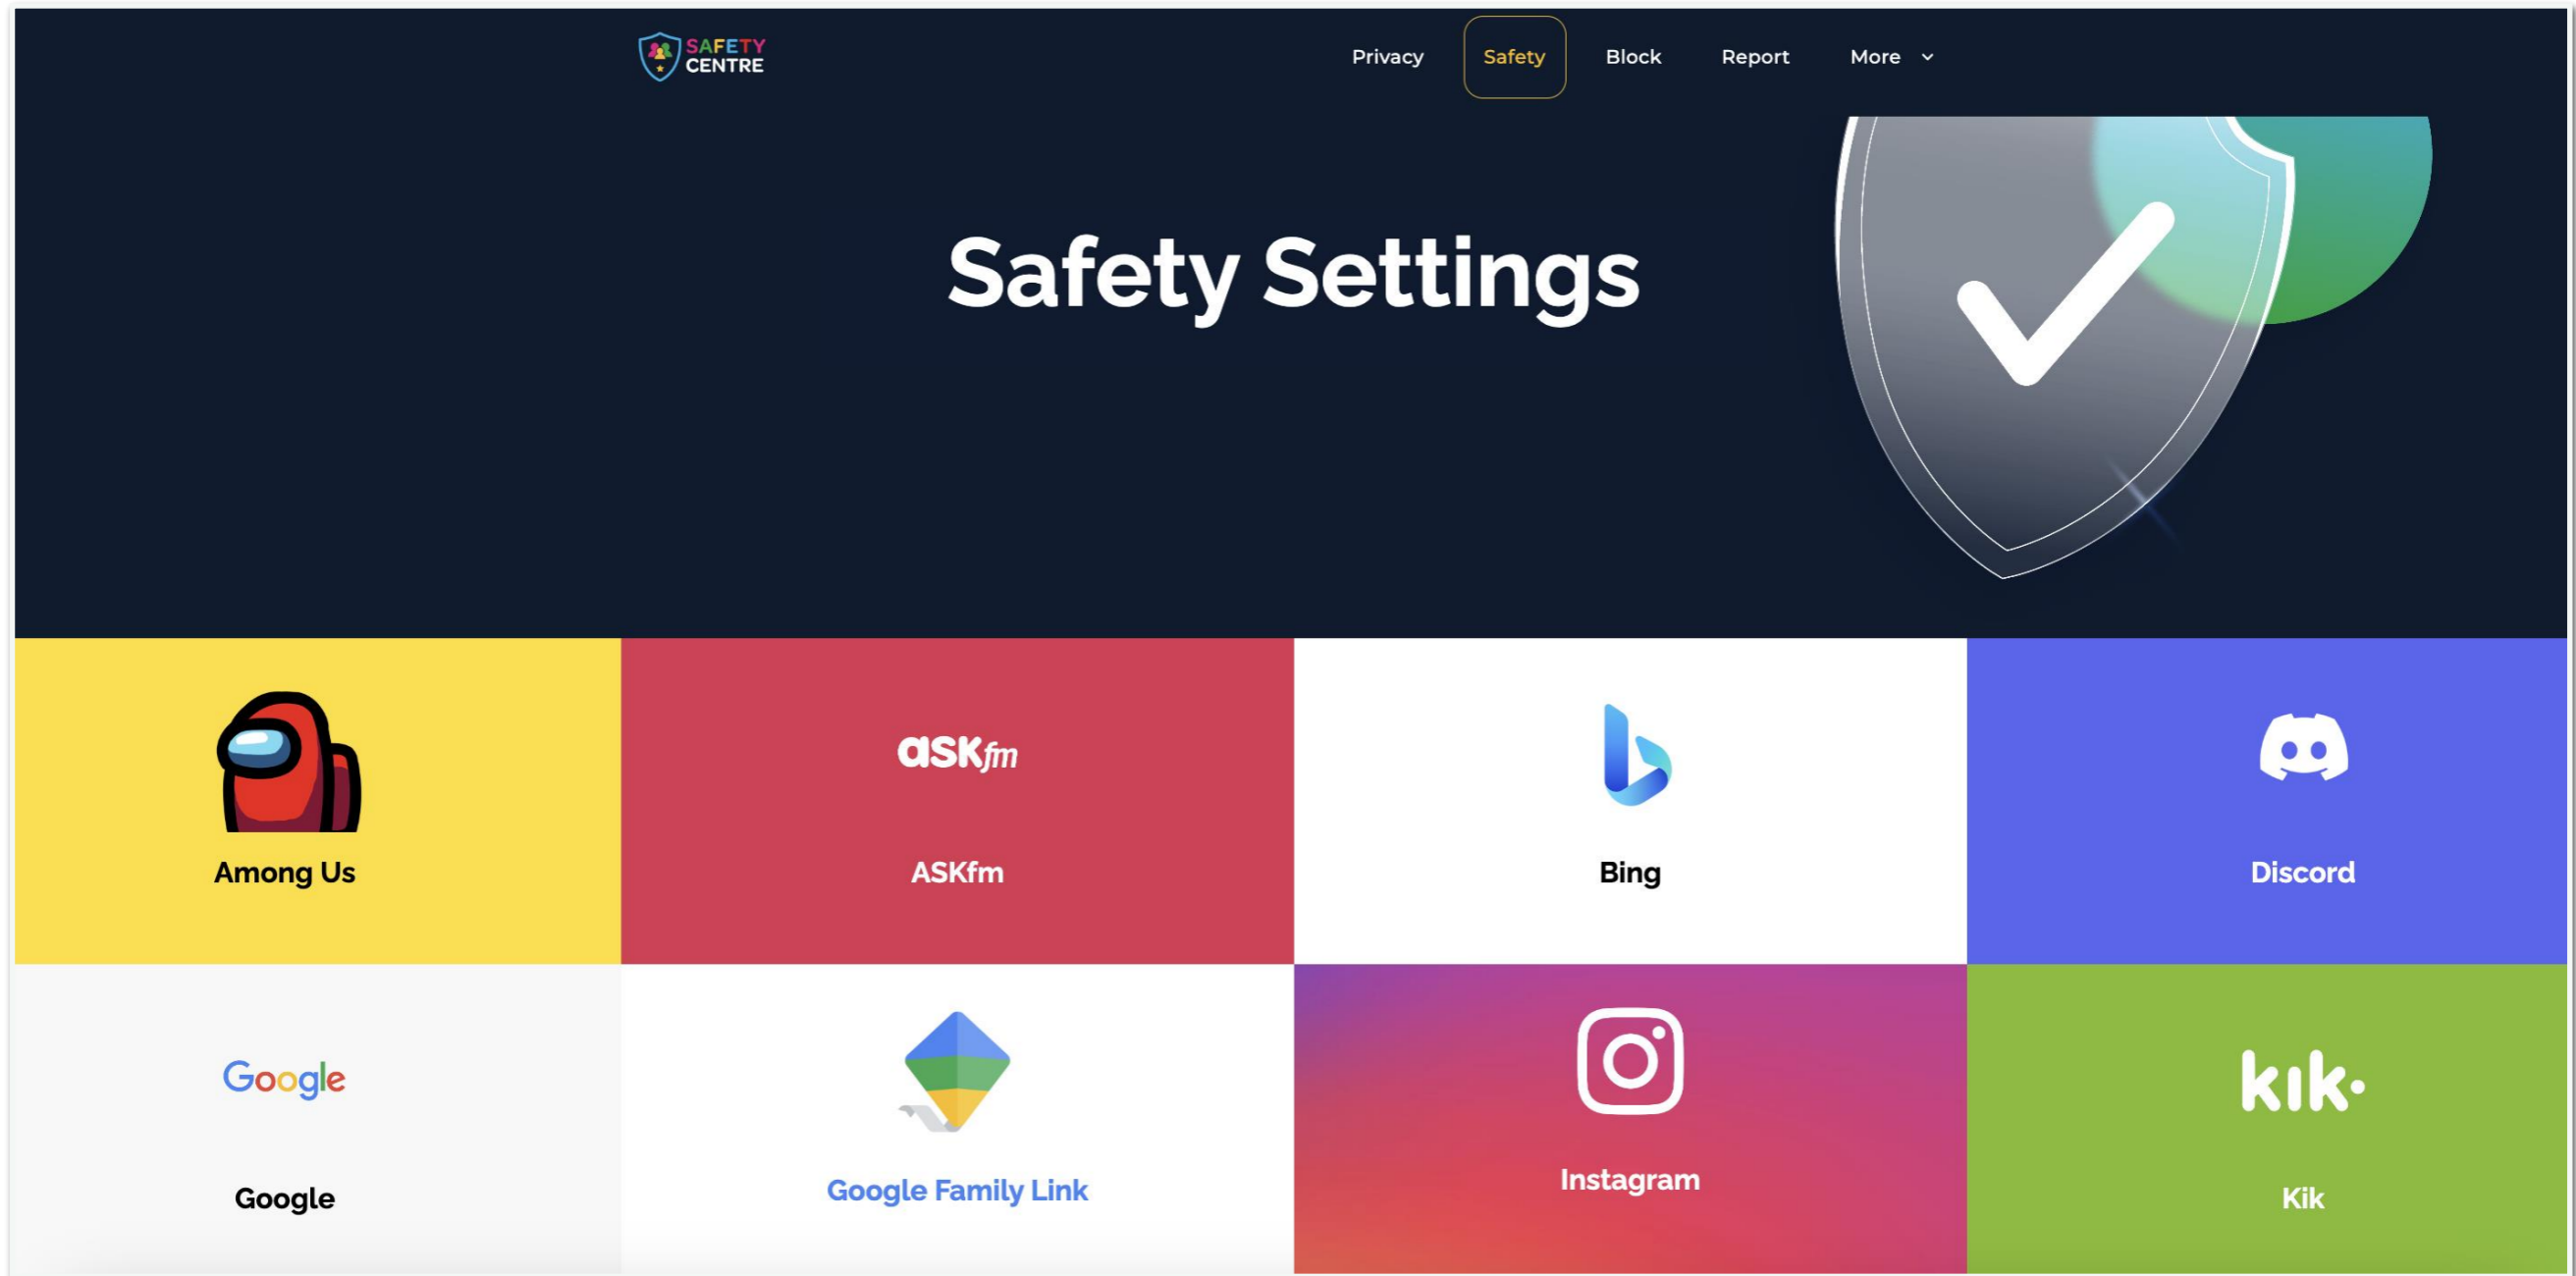 SAFETY
CENTRE
Privacy
Safety
Block
Report
More
Safety Settings
askfm
Among Us
ASKfm
Bing
Discord
Google
kik.
Google
Google Family Link
Instagram
Kik